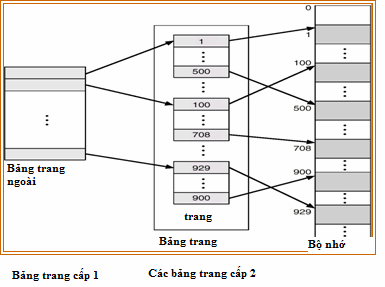 Bảng trang
ngoài
1
500
100
708
929
900
trang
Bảng trang
0
1
100
500
708
900
929
Bộ nhớ
Bảng trang cấp 1
Các bảng trang cấp 2